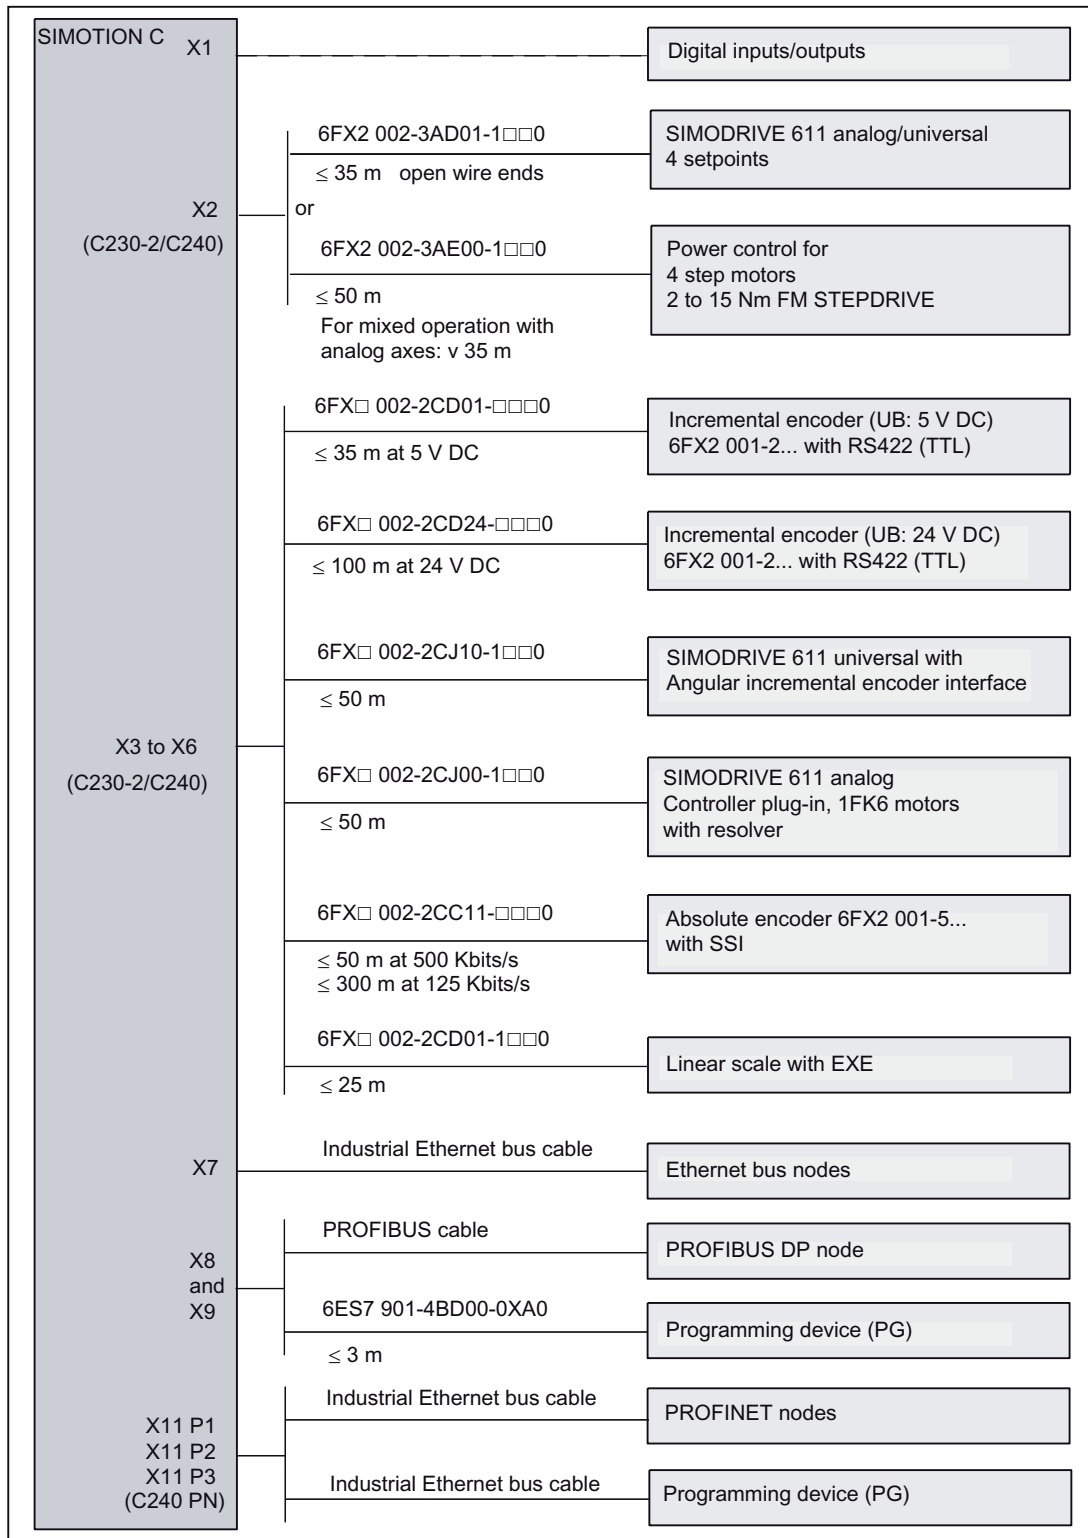 SIMOTION C
X1
Digital inputs/outputs
6FX2 002-3AD01-1□□0
≤ 35 m open wire ends
SIMODRIVE 611 analog/universal
4 setpoints
X2
(C230-2/C240)
or
6FX2 002-3AE00-1□□0
≤ 50 m
For mixed operation with
analog axes: v 35 m
Power control for
4 step motors
2 to 15 Nm FM STEPDRIVE
6FX□ 002-2CD01-□□□0
≤ 35 m at 5 V DC
Incremental encoder (UB: 5 V DC)
6FX2 001-2... with RS422 (TTL)
6FX□ 002-2CD24-□□□0
≤ 100 m at 24 V DC
Incremental encoder (UB: 24 V DC)
6FX2 001-2... with RS422 (TTL)
6FX□ 002-2CJ10-1□□0
≤ 50 m
SIMODRIVE 611 universal with
Angular incremental encoder interface
X3 to X6
(C230-2/C240)
6FX□ 002-2CJ00-1□□0
≤ 50 m
SIMODRIVE 611 analog
Controller plug-in, 1FK6 motors
with resolver
6FX□ 002-2CC11-□□□0
≤ 50 m at 500 Kbits/s
≤ 300 m at 125 Kbits/s
Absolute encoder 6FX2 001-5...
with SSI
6FX□ 002-2CD01-1□□0
≤ 25 m
Linear scale with EXE
X7
Industrial Ethernet bus cable
Ethernet bus nodes
X8
and
X9
PROFIBUS cable
PROFIBUS DP node
6ES7 901-4BD00-0XA0
≤ 3 m
Programming device (PG)
X11 P1
X11 P2
X11 P3
(C240 PN)
Industrial Ethernet bus cable
PROFINET nodes
Industrial Ethernet bus cable
Programming device (PG)